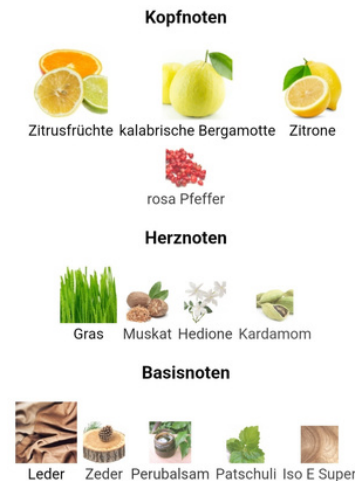 Kopfnoten
Zitrusfrüchte kalabrische Bergamotte Zitrone
rosa Pfeffer
Herznoten
Gras Muskat Hedione Kardamom
Basisnoten
Leder Zeder Perubalsam Patschuli Iso E Super